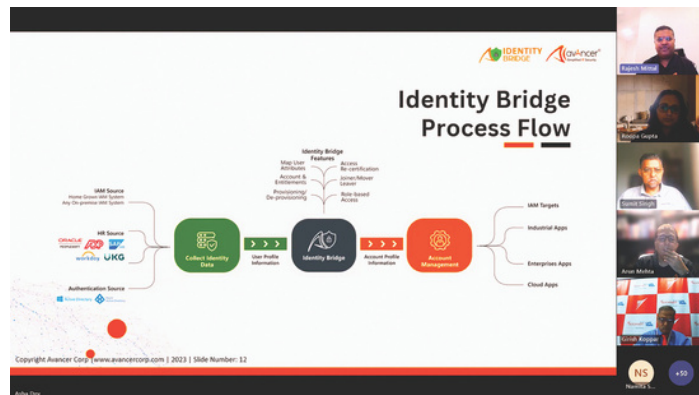 IDENTITY
BRIDGE
avancer
Identity Bridge
Process Flow
Identity Bridge
Features
Map User
Attributes
Account &
Entitlements
Provisioning/
De-provisioning
Access
Re-certification
Joiner/Mover
Leaver
Role-based
Access
IAM Source
Home Grown IAM System
Any On-premise IAM System
HR Source
ORACLE
ADP
SAP
workday
UKG
Authentication Source
Collect Identity
Data
User Profile
Information
Identity Bridge
Account Profile
Information
Account
Management
IAM Targets
Industrial Apps
Enterprises Apps
Cloud Apps
Copyright Avancer Corp |www.avancercorp.com | 2023 | Slide Number: 12
Rajesh Mittal
Gupta
Sumit Singh
Arun Mehta
Girish Koppar
NS
Namita S...
+50